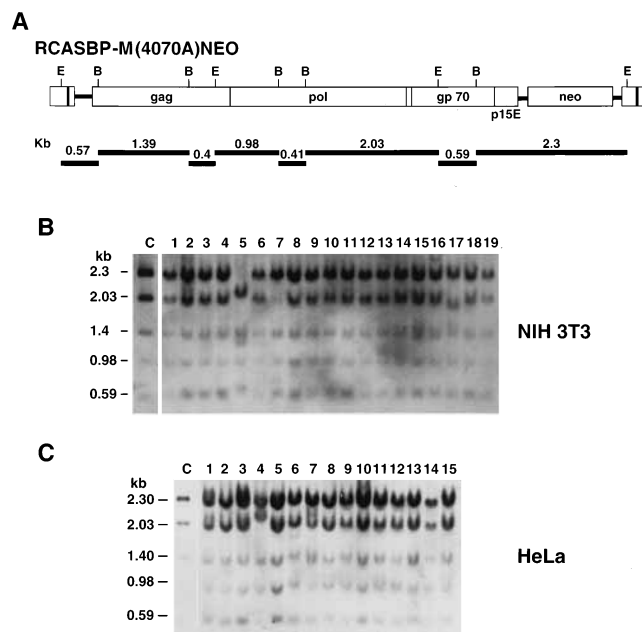 A
RCASBP-M(4070A)NEO
E B B E B B E B E
gag pol gp 70 neo
p15E
Kb 0.57 1.39 0.4 0.98 0.41 2.03 0.59 2.3
B
kb C 1 2 3 4 5 6 7 8 9 10 11 12 13 14 15 16 17 18 19
2.3
2.03
1.4
0.98
0.59
NIH 3T3
C
kb C 1 2 3 4 5 6 7 8 9 10 11 12 13 14 15
2.30
2.03
1.40
0.98
0.59
HeLa